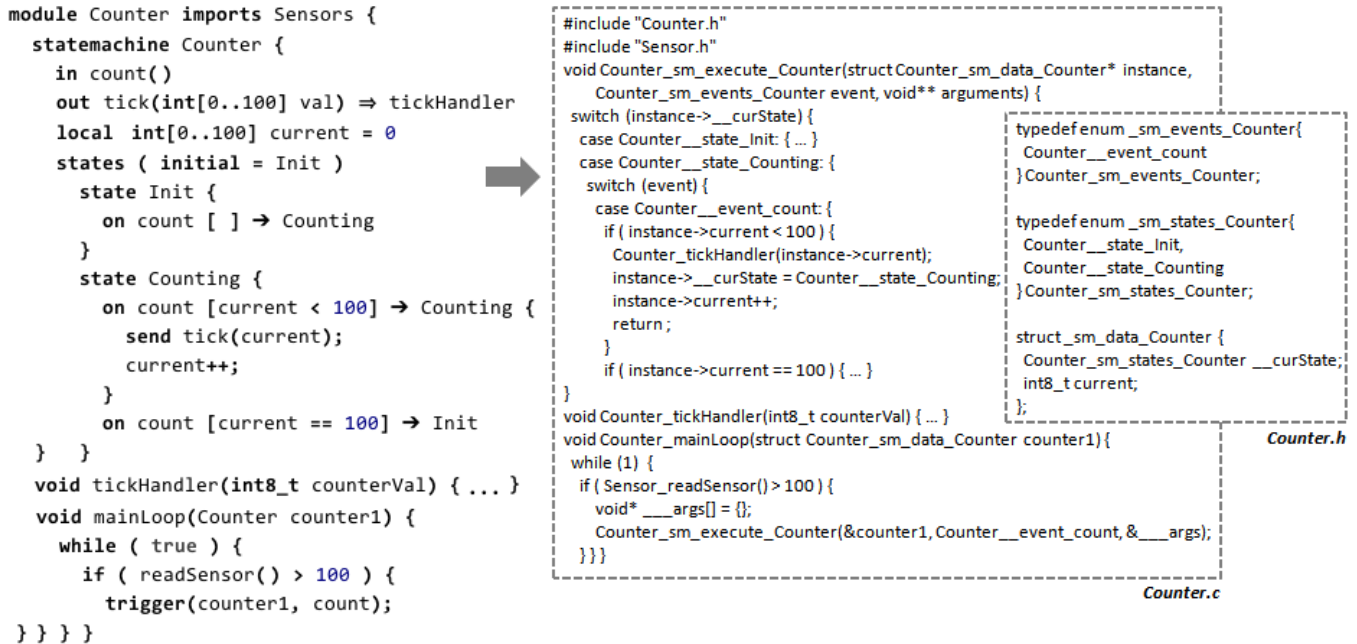 module Counter imports Sensors {
statemachine Counter {
in count()
out tick(int[0..100] val) ⇒ tickHandler
local int[0..100] current = 0
states ( initial = Init )
state Init {
on count [ ] → Counting
}
state Counting {
on count [current < 100] → Counting {
send tick(current);
current++;
}
on count [current == 100] → Init
} }
void tickHandler(int8_t counterVal) { ... }
void mainLoop(Counter counter1) {
while ( true ) {
if ( readSensor() > 100 ) {
trigger(counter1, count);
} } } }
#include "Counter.h"
#include "Sensor.h"
void Counter_sm_execute_Counter(struct Counter_sm_data_Counter* instance,
Counter_sm_events_Counter event, void** arguments) {
switch (instance->__curState) {
case Counter__state_Init: { ... }
case Counter__state_Counting: {
switch (event) {
case Counter__event_count: {
if ( instance->current < 100 ) {
Counter_tickHandler(instance->current);
instance->__curState = Counter__state_Counting;
instance->current++;
return ;
}
if ( instance->current == 100 ) { ... }
}
void Counter_tickHandler(int8_t counterVal) { ... }
void Counter_mainLoop(struct Counter_sm_data_Counter counter1) {
while (1) {
if ( Sensor_readSensor() > 100 ) {
void* ___args[] = {};
Counter_sm_execute_Counter(&counter1, Counter__event_count, &___args);
} } }
Counter.c
typedef enum _sm_events_Counter{
Counter__event_count
} Counter_sm_events_Counter;
typedef enum _sm_states_Counter{
Counter__state_Init,
Counter__state_Counting
} Counter_sm_states_Counter;
struct _sm_data_Counter {
Counter_sm_states_Counter __curState;
int8_t current;
};
Counter.h